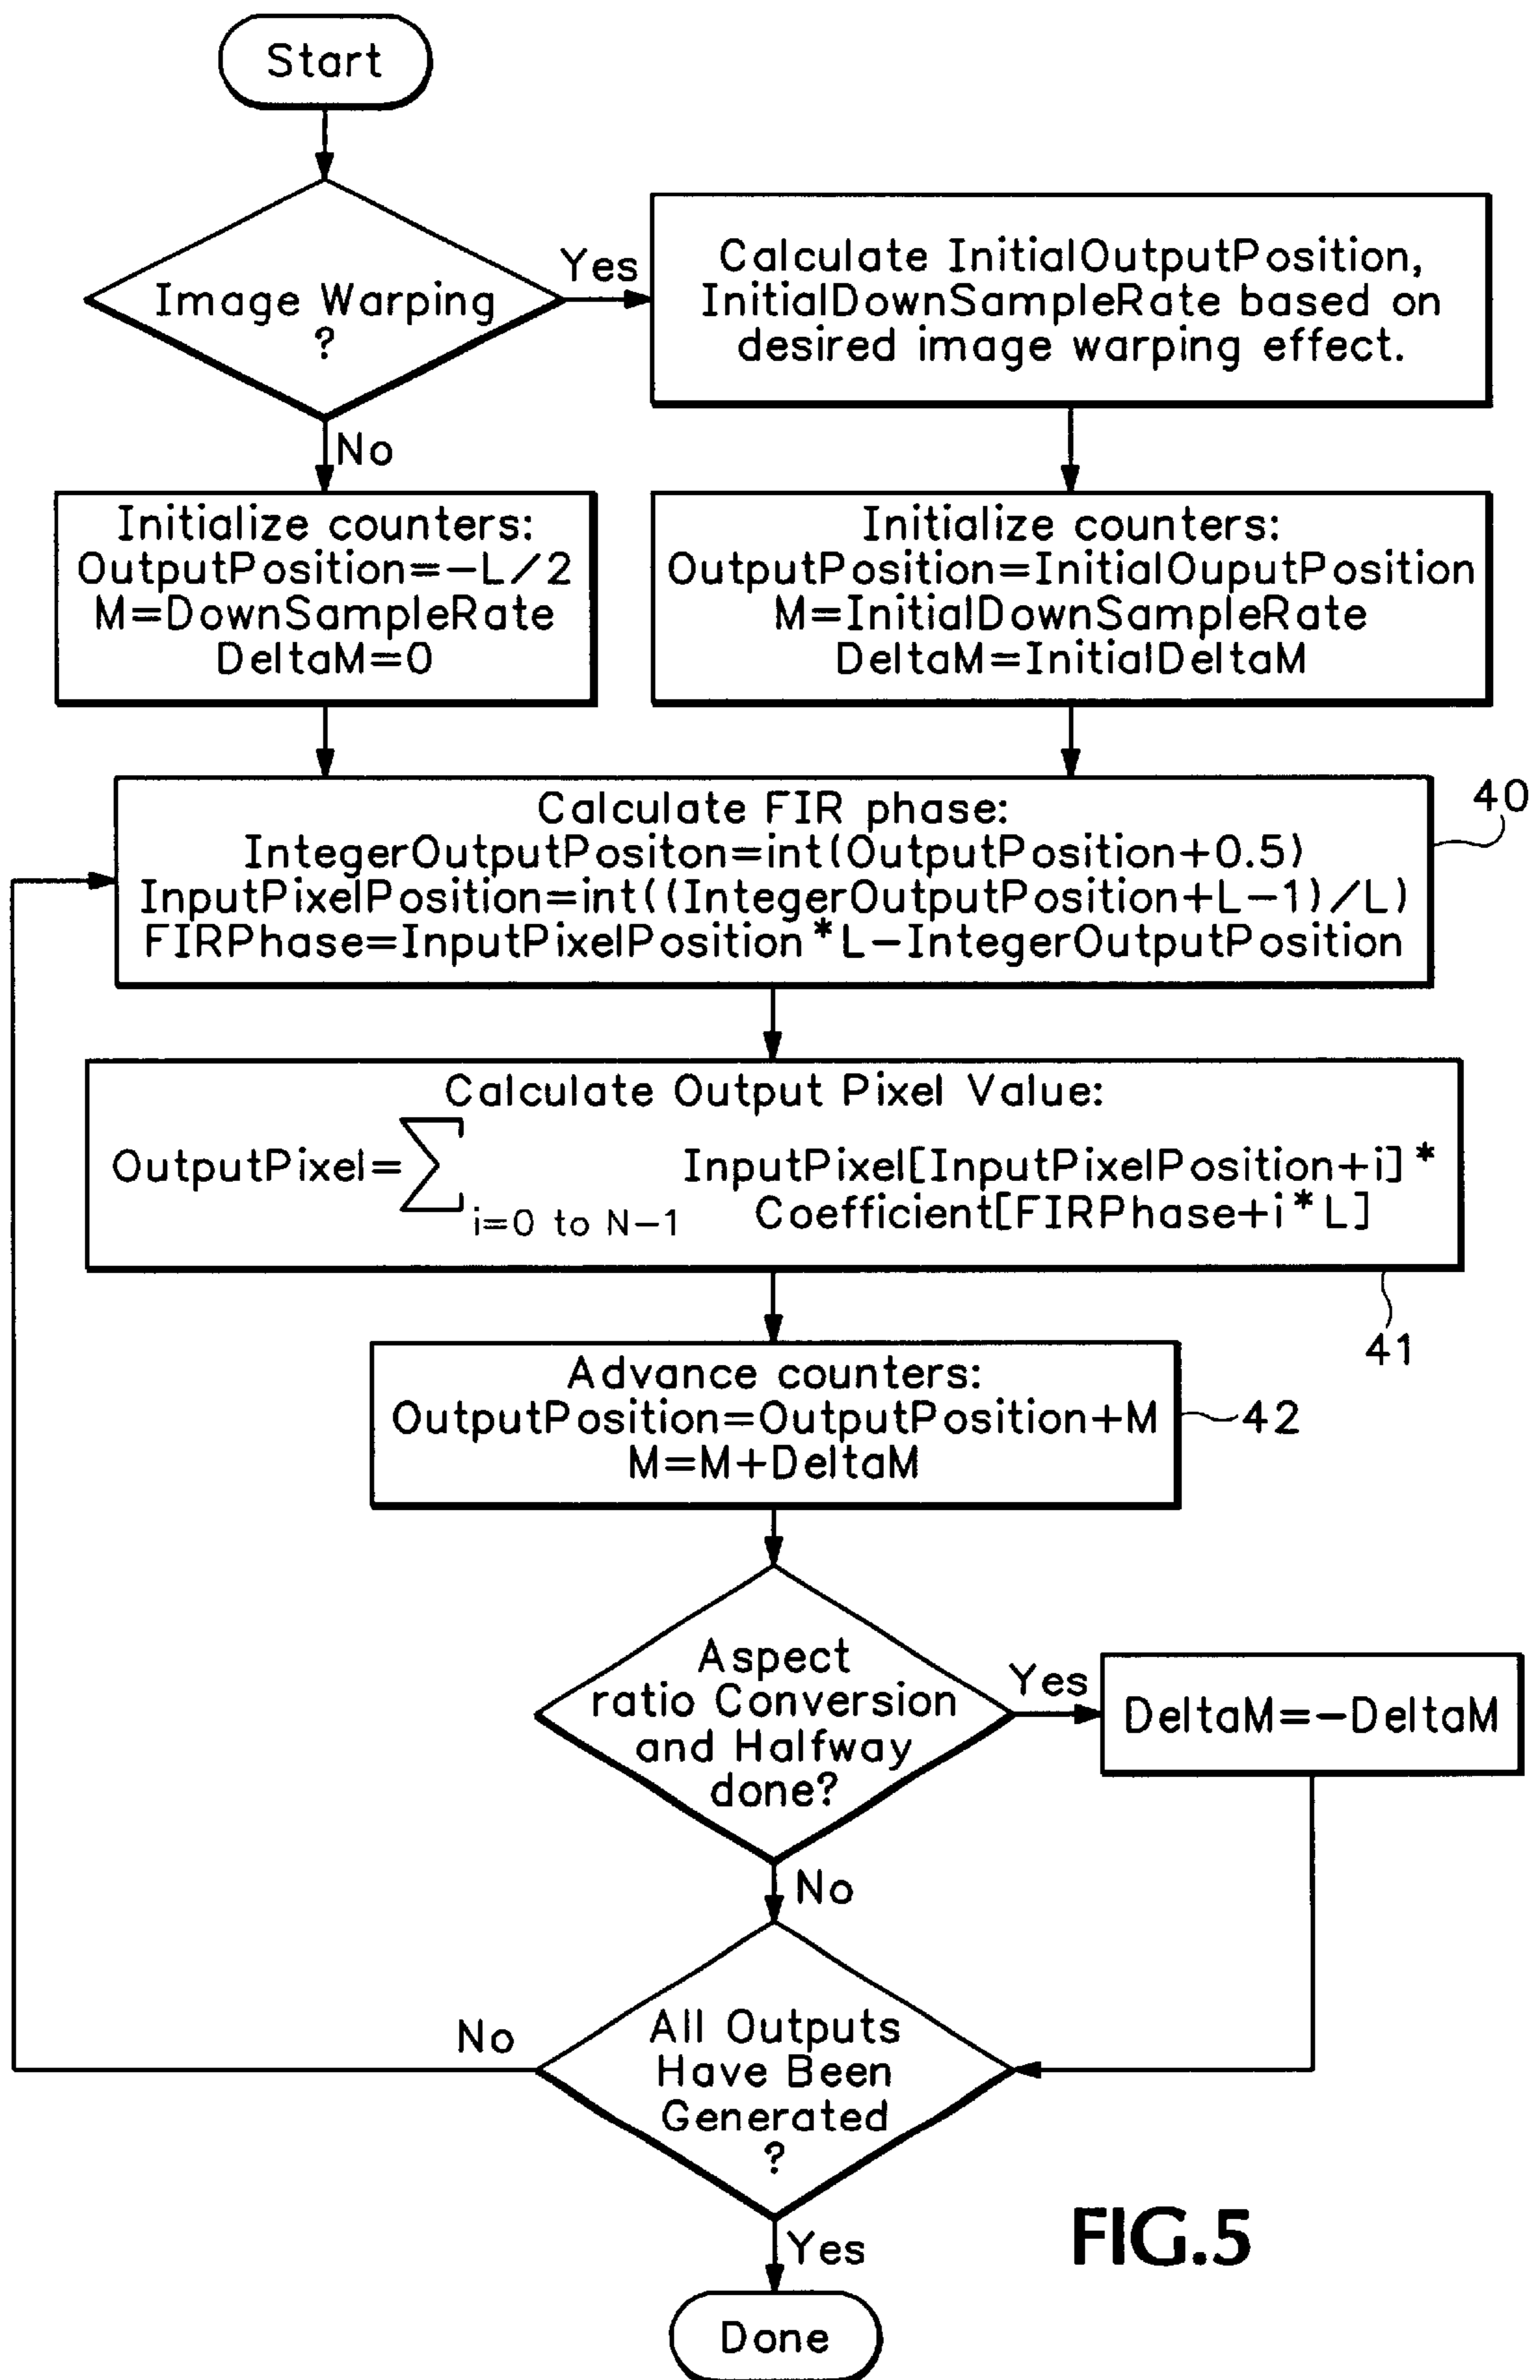 Start
Image Warping
?
Yes
No
Calculate InitialOutputPosition,
InitialDownSampleRate based on
desired image warping effect.
Initialize counters:
OutputPosition=-L/2
M=DownSampleRate
DeltaM=0
Initialize counters:
OutputPosition=InitialOuputPosition
M=InitialDownSampleRate
DeltaM=InitialDeltaM
Calculate FIR phase:
IntegerOutputPositon=int(OutputPosition+0.5)
InputPixelPosition=int((IntegerOutputPosition+L-1)/L)
FIRPhase=InputPixelPosition*L-IntegerOutputPosition
40
Calculate Output Pixel Value:
OutputPixel=∑ i=0 to N-1 InputPixel[InputPixelPosition+i]*
Coefficient[FIRPhase+i*L]
41
Advance counters:
OutputPosition=OutputPosition+M
M=M+DeltaM
42
Aspect
ratio Conversion
and Halfway
done?
Yes
DeltaM=-DeltaM
No
All Outputs
Have Been
Generated
?
No
Yes
Done
FIG.5